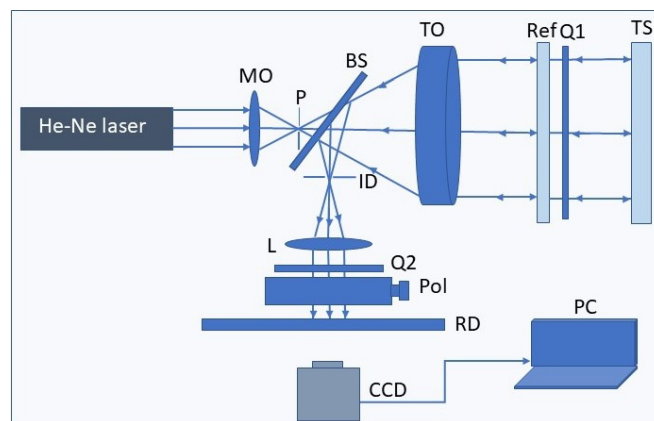 TO
Ref Q1
TS
BS
MO
P
He-Ne laser
ID
L
Q2
Pol
PC
RD
CCD